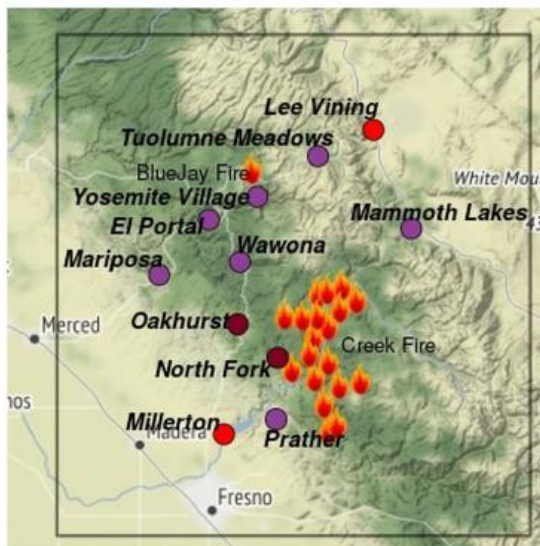 Lee Vining
Tuolumne Meadows
BlueJay Fire
White Mou
Yosemite Village
Mammoth Lakes
El Portal
43
Wawona
Mariposa
Oakhurst
Merced
Creek Fire
North Fork
nos
Millerton
Madera
Prather
Fresno